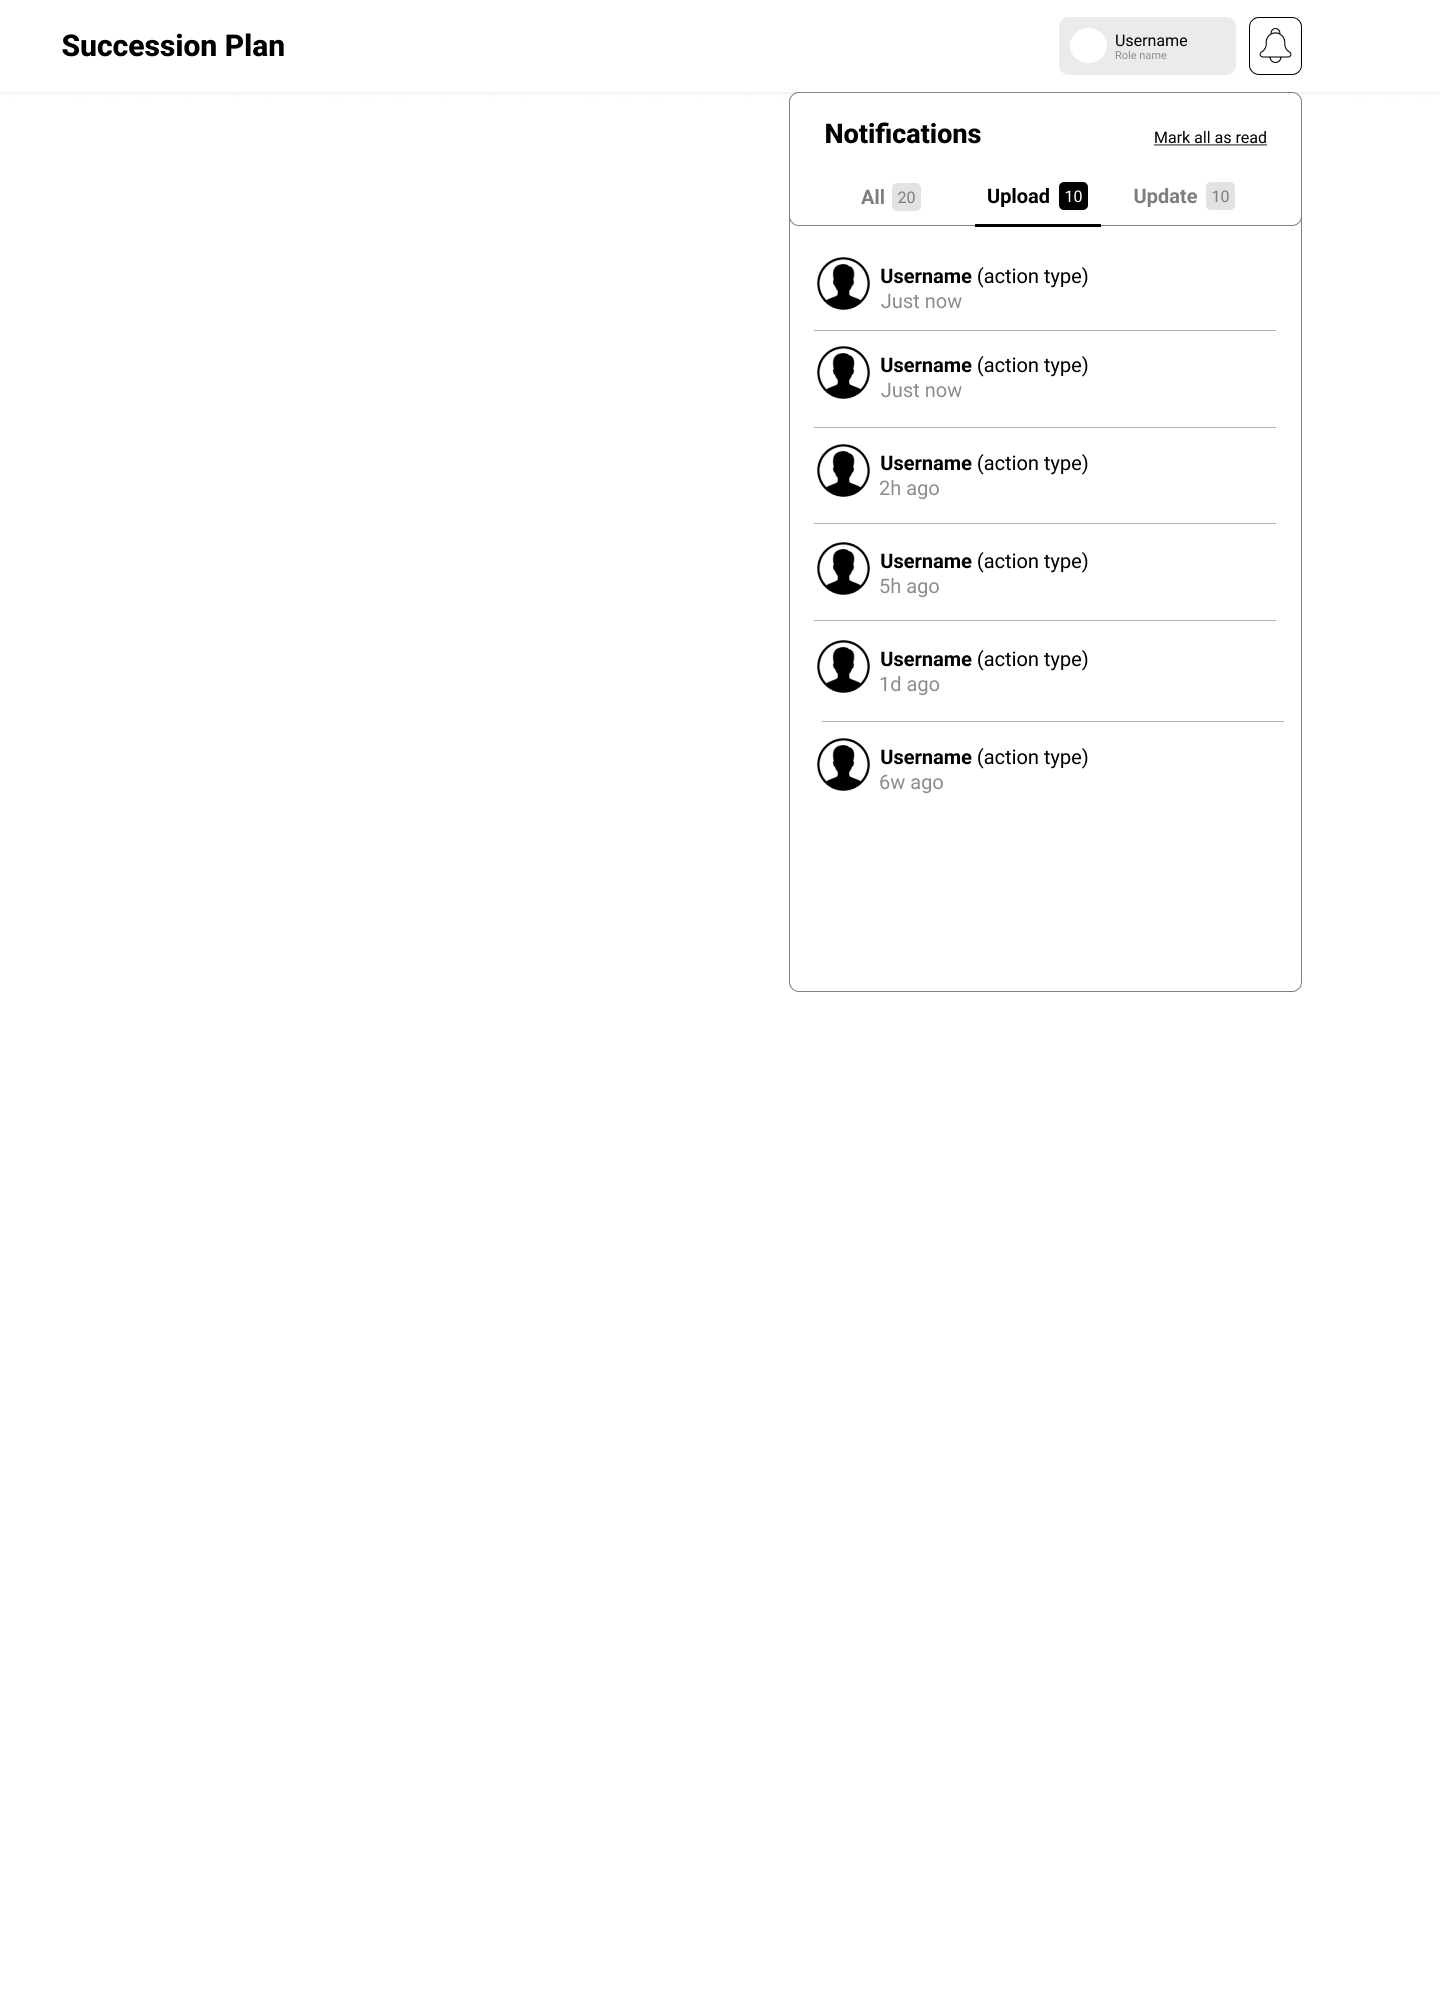 Succession Plan
Username
Role name
Notifications
Mark all as read
All 20
Upload 10
Update 10
Username (action type)
Just now
Username (action type)
Just now
Username (action type)
2h ago
Username (action type)
5h ago
Username (action type)
1d ago
Username (action type)
6w ago